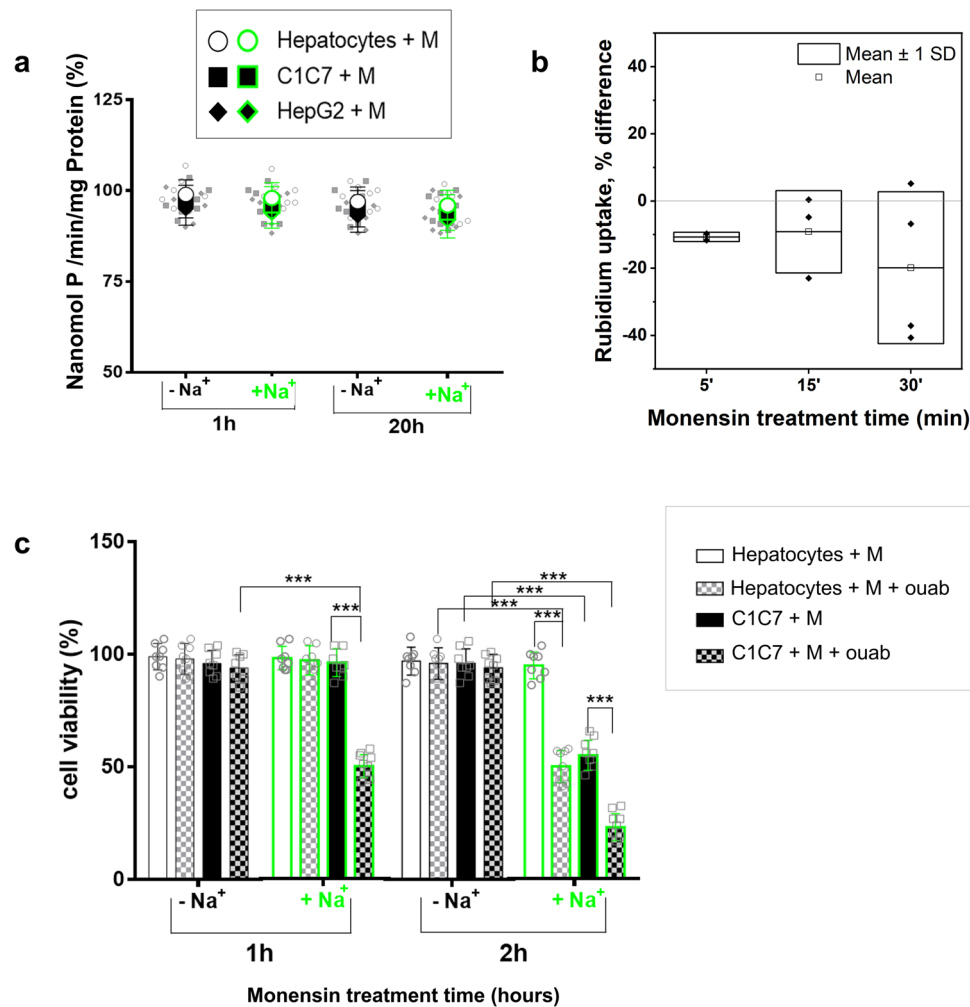 a
Hepatocytes + M
C1C7 + M
HepG2 + M
Nanomol P /min/mg Protein (%)
125
100
75
50
- Na+
+Na+
- Na+
+Na+
1h
20h
b
Mean ± 1 SD
Mean
Rubidium uptake, % difference
40
20
0
-20
-40
5'
15'
30'
Monensin treatment time (min)
c
cell viability (%)
150
100
50
0
***
***
***
***
***
***
- Na+
+ Na+
- Na+
+ Na+
1h
2h
Monensin treatment time (hours)
Hepatocytes + M
Hepatocytes + M + ouab
C1C7 + M
C1C7 + M + ouab